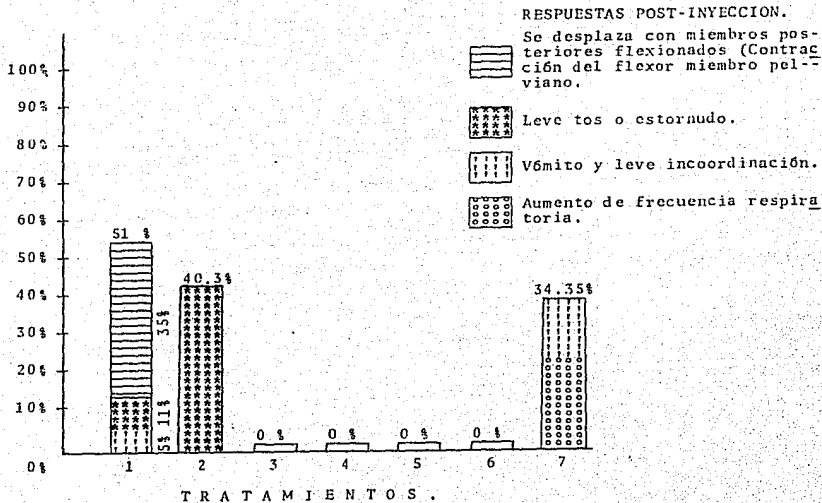 RESPUESTAS POST-INYECCION.
Se desplaza con miembros pos-
teriores flexionados (Contrac
ción del flexor miembro pel--
viano.
Leve tos o estornudo.
Vómito y leve incoordinación.
Aumento de frecuencia respira
toria.
100%
90%
80%
70%
60%
50%
40%
30%
20%
10%
0%
51 %
35%
11%
5%
40.3%
0 %
0 %
0 %
0 %
34.35%
1
2
3
4
5
6
7
TRATAMIENTOS.